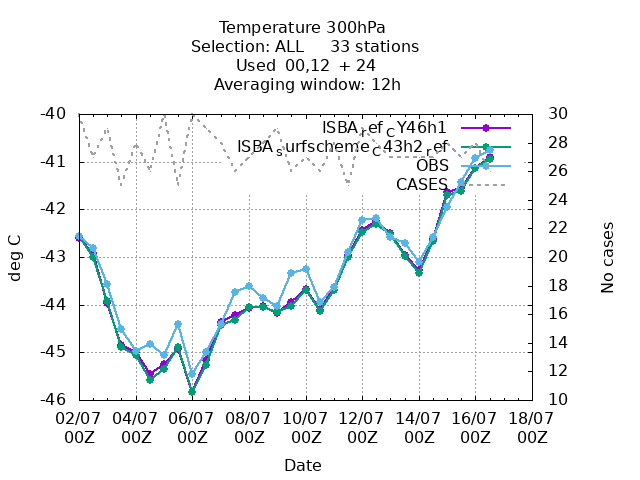 Temperature 300hPa
Selection: ALL 33 stations
Used 00,12 + 24
Averaging window: 12h
-40
-41
-42
-43
-44
-45
-46
deg C
30
28
26
24
22
20
18
16
14
12
10
No cases
ISBA_ref_CY46h1
ISBA_surfscheme_C43h2_ref
OBS
CASES
02/07 04/07 06/07 08/07 10/07 12/07 14/07 16/07 18/07
00Z 00Z 00Z 00Z 00Z 00Z 00Z 00Z 00Z
Date